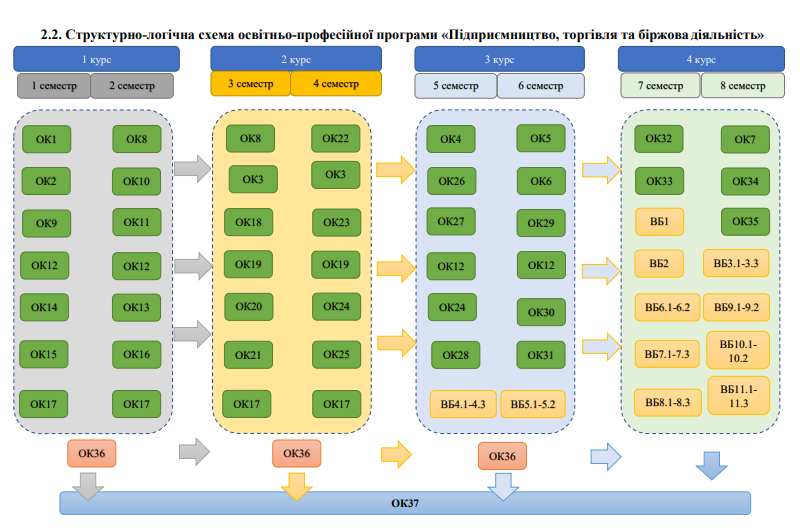 2.2. Структурно-логічна схема освітньо-професійної програми «Підприємництво, торгівля та біржова діяльність»
1 курс
2 курс
3 курс
4 курс
1 семестр
2 семестр
3 семестр
4 семестр
5 семестр
6 семестр
7 семестр
8 семестр
ОК1
ОК8
ОК8
ОК22
ОК4
ОК5
ОК32
ОК7
ОК2
ОК10
ОК3
ОК3
ОК26
ОК6
ОК33
ОК34
ОК9
ОК11
ОК18
ОК23
ОК27
ОК29
ВБ1
ОК35
ОК12
ОК12
ОК19
ОК19
ОК12
ОК12
ВБ2
ВБ3.1-3.3
ОК14
ОК13
ОК20
ОК24
ОК24
ОК30
ВБ6.1-6.2
ВБ9.1-9.2
ОК15
ОК16
ОК21
ОК25
ОК28
ОК31
ВБ7.1-7.3
ВБ10.1-
10.2
ОК17
ОК17
ОК17
ОК17
ВБ4.1-4.3
ВБ5.1-5.2
ВБ8.1-8.3
ВБ11.1-
11.3
ОК36
ОК36
ОК36
ОК37